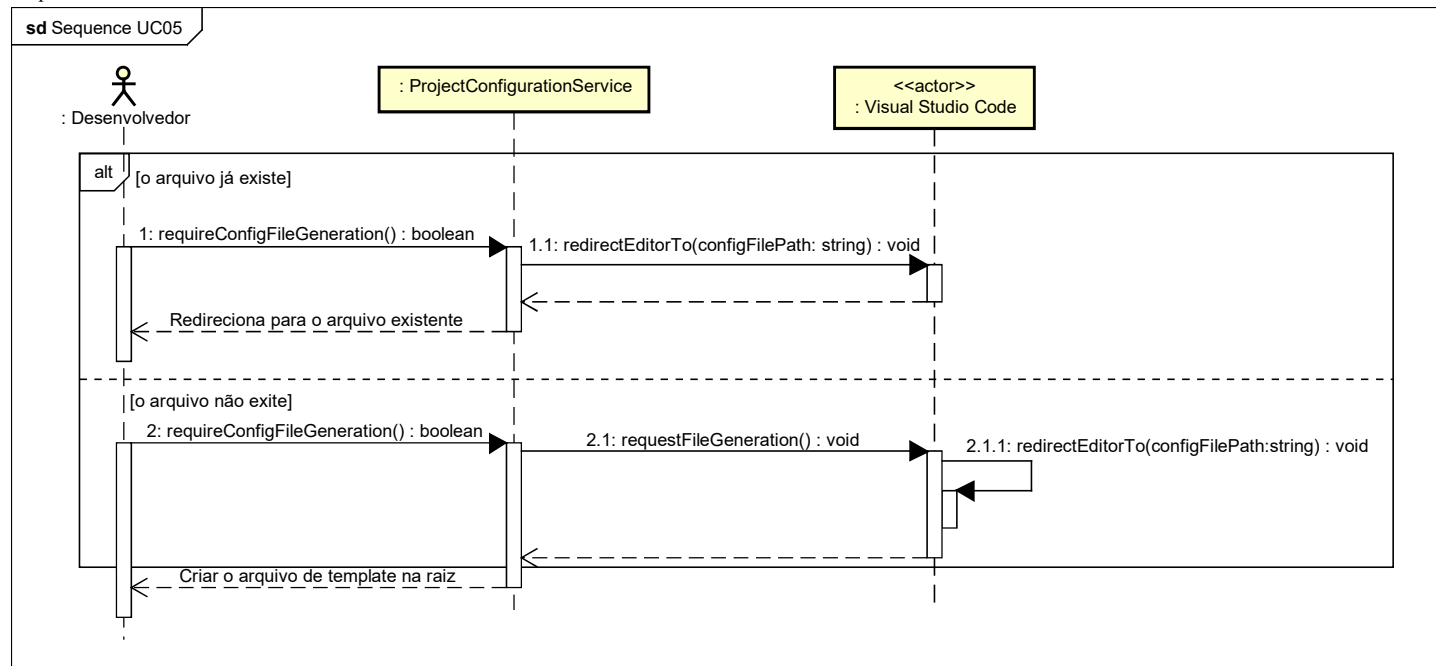 sd Sequence UC05
: Desenvolvedor
: ProjectConfigurationService
<<actor>>
: Visual Studio Code
alt
[o arquivo já existe]
1: requireConfigFileGeneration() : boolean
1.1: redirectEditorTo(configFilePath: string) : void
Redireciona para o arquivo existente
[o arquivo não exite]
2: requireConfigFileGeneration() : boolean
2.1: requestFileGeneration() : void
2.1.1: redirectEditorTo(configFilePath:string) : void
Criar o arquivo de template na raiz